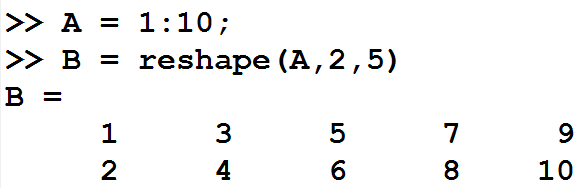 >> A = 1:10;
>> B = reshape(A,2,5)
B =
1 3 5 7 9
2 4 6 8 10